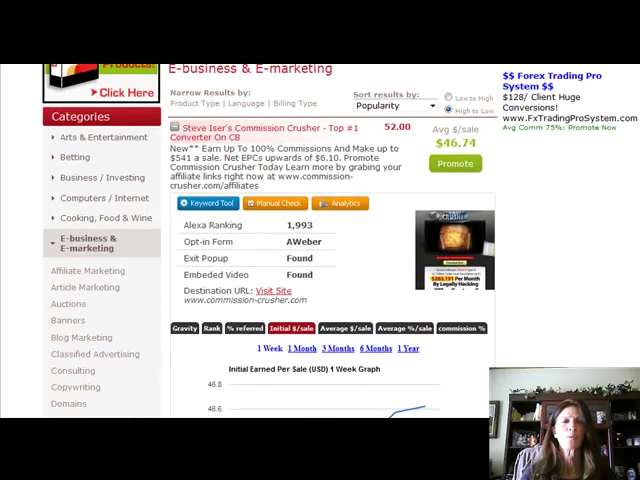 Products!
Click Here
E-business & E-marketing
Narrow Results by:
Product Type | Language | Billing Type
Sort results by:
Popularity
Low to High
High to Low
$$ Forex Trading Pro
System $$
$128/ Client Huge
Conversions!
www.FxTradingProSystem.com
Avg Comm 75%: Promote Now
Categories
Arts & Entertainment
Betting
Business / Investing
Computers / Internet
Cooking, Food & Wine
E-business &
E-marketing
Affiliate Marketing
Article Marketing
Auctions
Banners
Blog Marketing
Classified Advertising
Consulting
Copywriting
Domains
Steve Iser's Commission Crusher - Top #1
Converter On CB
52.00
New** Earn Up To 100% Commissions And Make up to
$541 a sale. Net EPCs upwards of $6.10. Promote
Commission Crusher Today Learn more by grabing your
affiliate links right now at www.commission-
crusher.com/affiliates
Avg $/sale
$46.74
Promote
Keyword Tool
Manual Check
Analytics
Alexa Ranking 1,993
Opt-in Form AWeber
Exit Popup Found
Embeded Video Found
Destination URL: Visit Site
www.commission-crusher.com
CRUSHER
$283,191 Per Month
By Legally Hacking
Gravity Rank % referred Initial $/sale Average $/sale Average %/sale commission %
1 Week 1 Month 3 Months 6 Months 1 Year
Initial Earned Per Sale (USD) 1 Week Graph
46.8
46.6